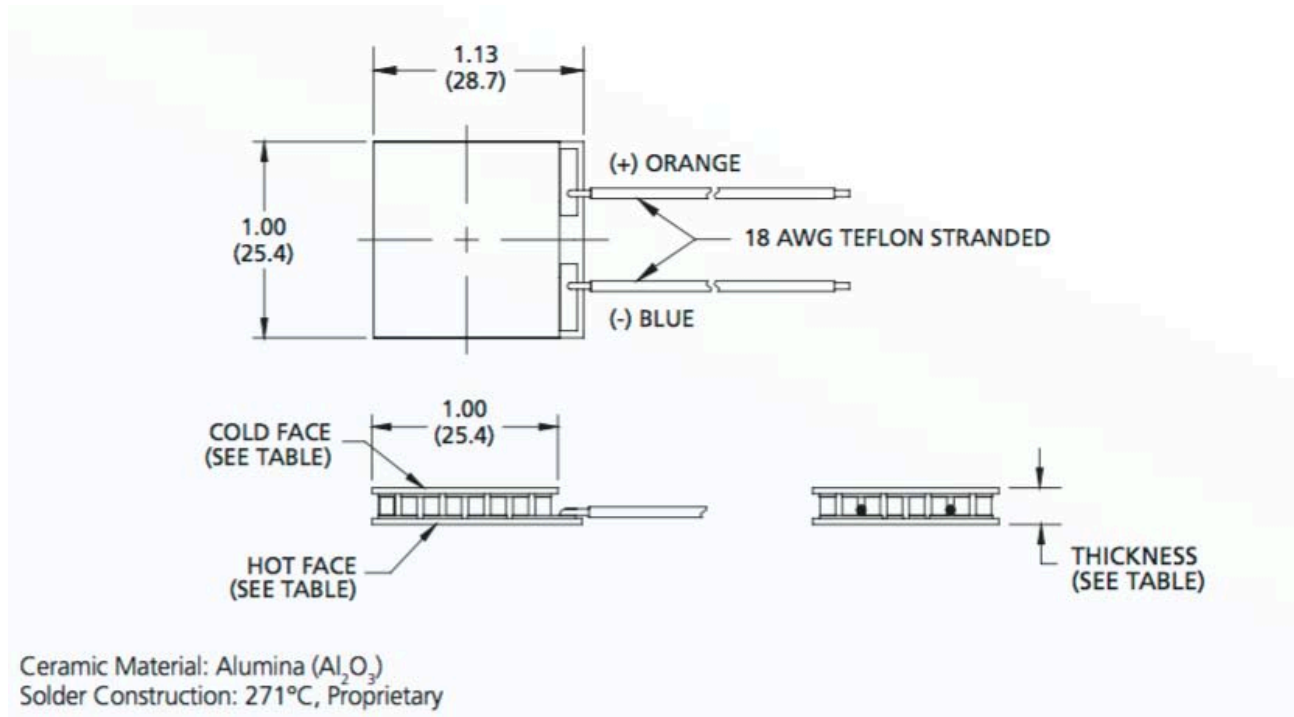 1.13
(28.7)
(+) ORANGE
1.00
(25.4)
18 AWG TEFLON STRANDED
(-) BLUE
1.00
(25.4)
COLD FACE
(SEE TABLE)
HOT FACE
(SEE TABLE)
THICKNESS
(SEE TABLE)
Ceramic Material: Alumina (Al₂O₃)
Solder Construction: 271°C, Proprietary